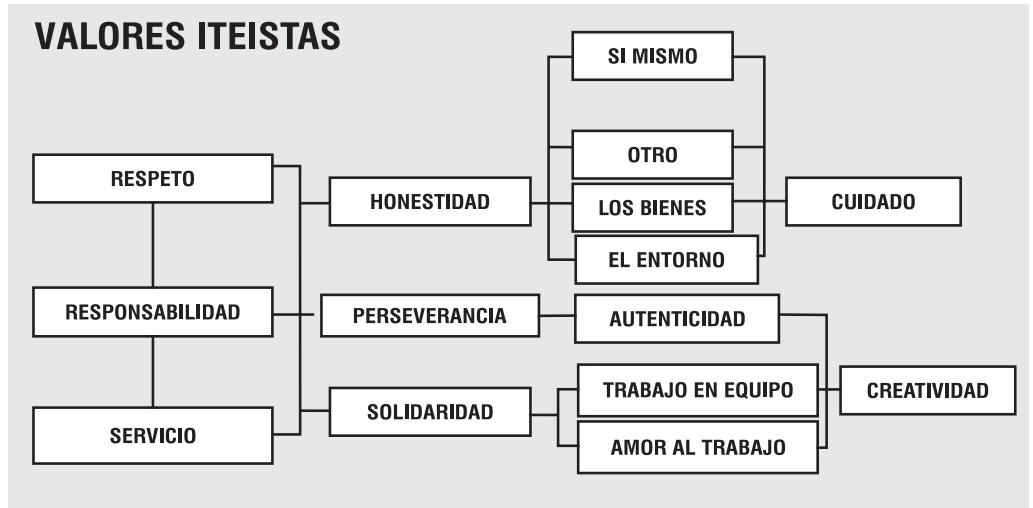 VALORES ITEISTAS
RESPETO
RESPONSABILIDAD
SERVICIO
HONESTIDAD
PERSEVERANCIA
SOLIDARIDAD
SI MISMO
OTRO
LOS BIENES
EL ENTORNO
AUTENTICIDAD
TRABAJO EN EQUIPO
AMOR AL TRABAJO
CUIDADO
CREATIVIDAD